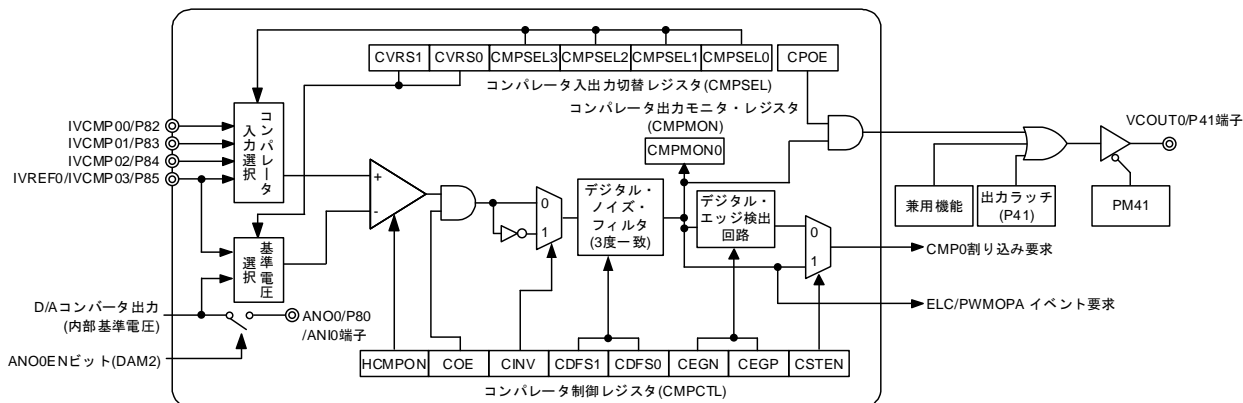 CVRS1 CVRS0 CMPSEL3 CMPSEL2 CMPSEL1 CMPSEL0 CPOE
コンパレータ入出力切替レジスタ(CMPSEL)
コンパレータ出力モニタ・レジスタ
(CMPMON)
CMPMON0
IVCMP00/P82
IVCMP01/P83
IVCMP02/P84
IVREF0/IVCMP03/P85
コンパレータ
入力選択
+
-
0
1
デジタル・
ノイズ・
フィルタ
(3度一致)
デジタル・
エッジ検出
回路
0
1
VCOUT0/P41端子
兼用機能
出力ラッチ
(P41)
PM41
基準電圧
選択
CMP0割り込み要求
ELC/PWMOPA イベント要求
D/Aコンバータ出力
(内部基準電圧)
ANO0/P80
/ANI0端子
ANO0ENビット(DAM2)
HCMPON COE CINV CDFS1 CDFS0 CEGN CEGP CSTEN
コンパレータ制御レジスタ(CMPCTL)